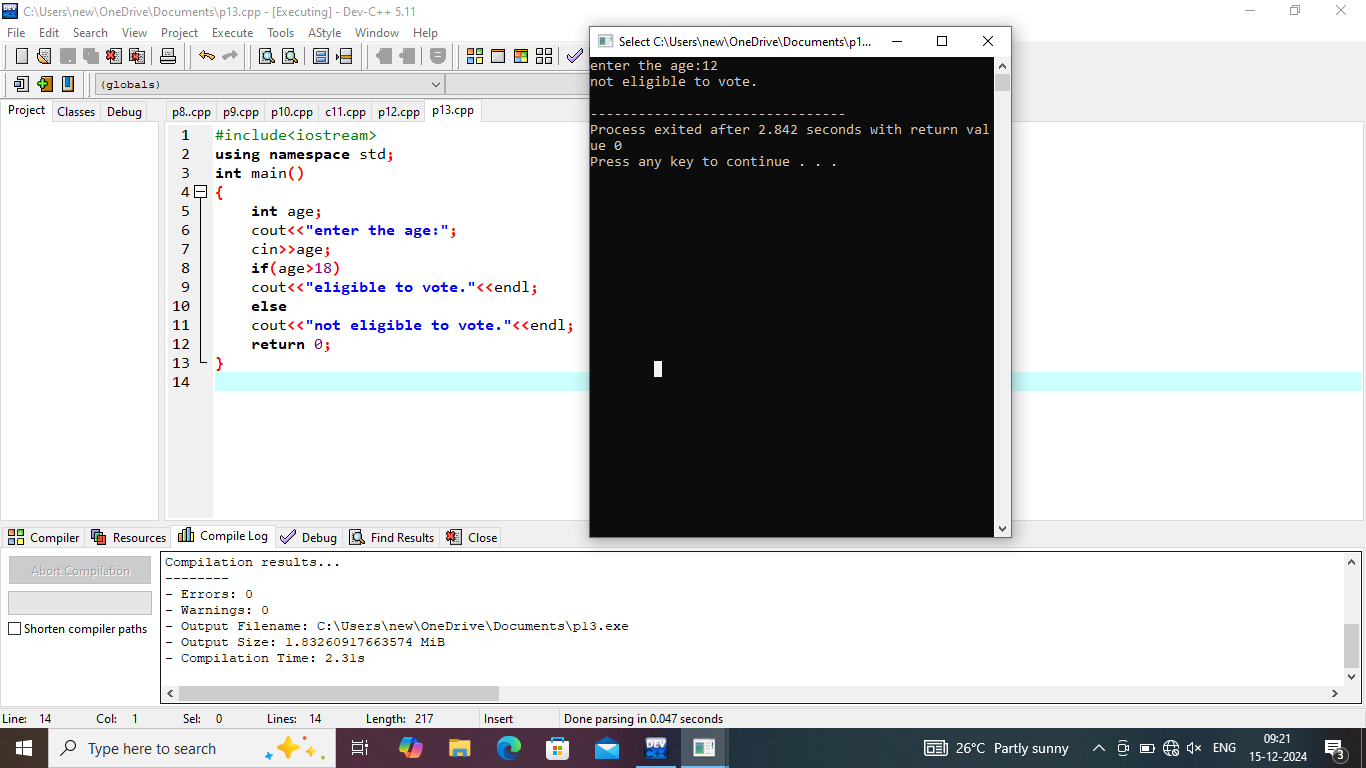 C:\Users\new\OneDrive\Documents\p13.cpp - [Executing] - Dev-C++ 5.11
File Edit Search View Project Execute Tools AStyle Window Help
(globals)
Project Classes Debug
p8..cpp p9.cpp p10.cpp c11.cpp p12.cpp p13.cpp
1 #include<iostream>
2 using namespace std;
3 int main()
4 {
5 int age;
6 cout<<"enter the age:";
7 cin>>age;
8 if(age>18)
9 cout<<"eligible to vote."<<endl;
10 else
11 cout<<"not eligible to vote."<<endl;
12 return 0;
13 }
14
Select C:\Users\new\OneDrive\Documents\p1...
enter the age:12
not eligible to vote.
--------------------------------
Process exited after 2.842 seconds with return val
ue 0
Press any key to continue . . .
Compiler Resources Compile Log Debug Find Results Close
Abort Compilation
Shorten compiler paths
Compilation results...
--------
- Errors: 0
- Warnings: 0
- Output Filename: C:\Users\new\OneDrive\Documents\p13.exe
- Output Size: 1.83260917663574 MiB
- Compilation Time: 2.31s
Line: 14 Col: 1 Sel: 0 Lines: 14 Length: 217 Insert Done parsing in 0.047 seconds
Type here to search
DEV
26°C Partly sunny
ENG
09:21
15-12-2024
3